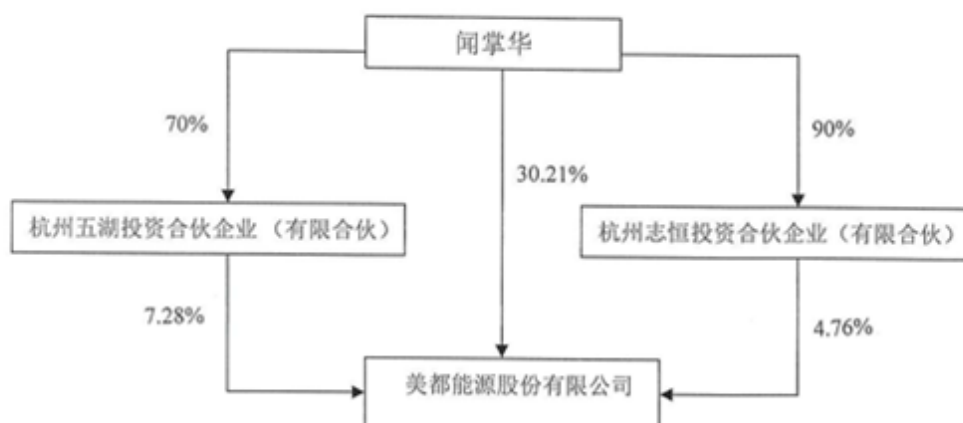 闻掌华
70%
30.21%
90%
杭州五湖投资合伙企业（有限合伙）
杭州志恒投资合伙企业（有限合伙）
7.28%
4.76%
美都能源股份有限公司